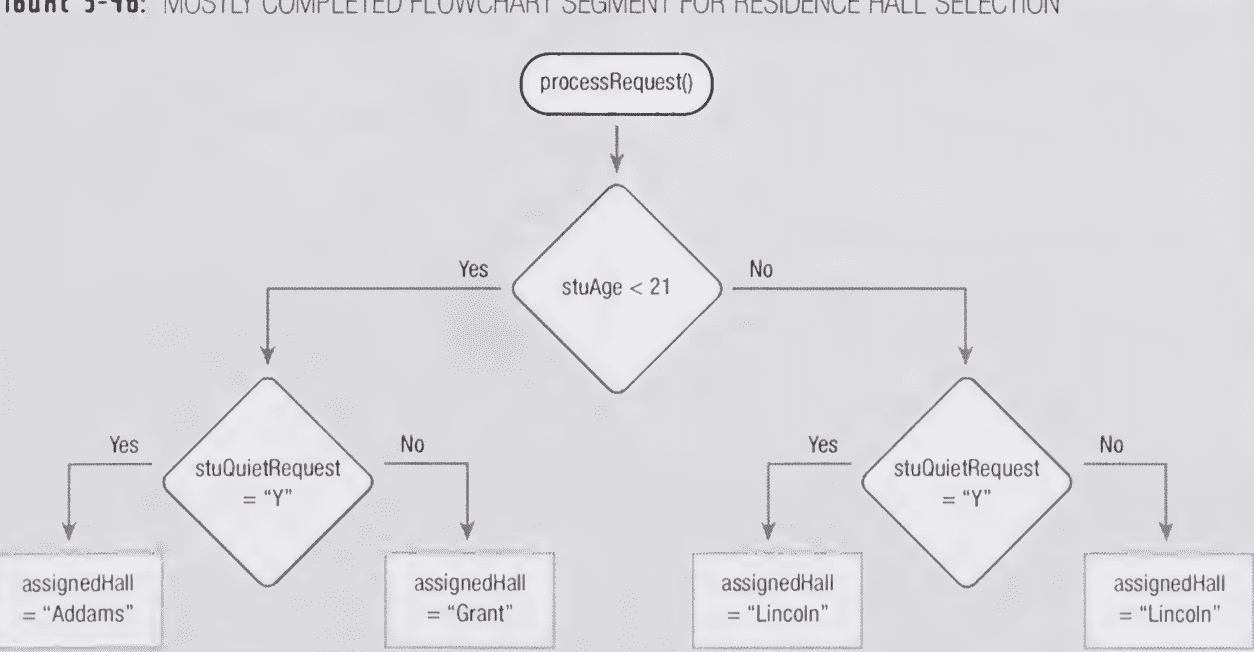 MOSTLY COMPLETED FLOWCHART SEGMENT FOR RESIDENCE HALL SELECTION
processRequest()
stuAge < 21
Yes
No
stuQuietRequest
= “Y”
Yes
No
assignedHall
= “Addams”
assignedHall
= “Grant”
stuQuietRequest
= “Y”
Yes
No
assignedHall
= “Lincoln”
assignedHall
= “Lincoln”